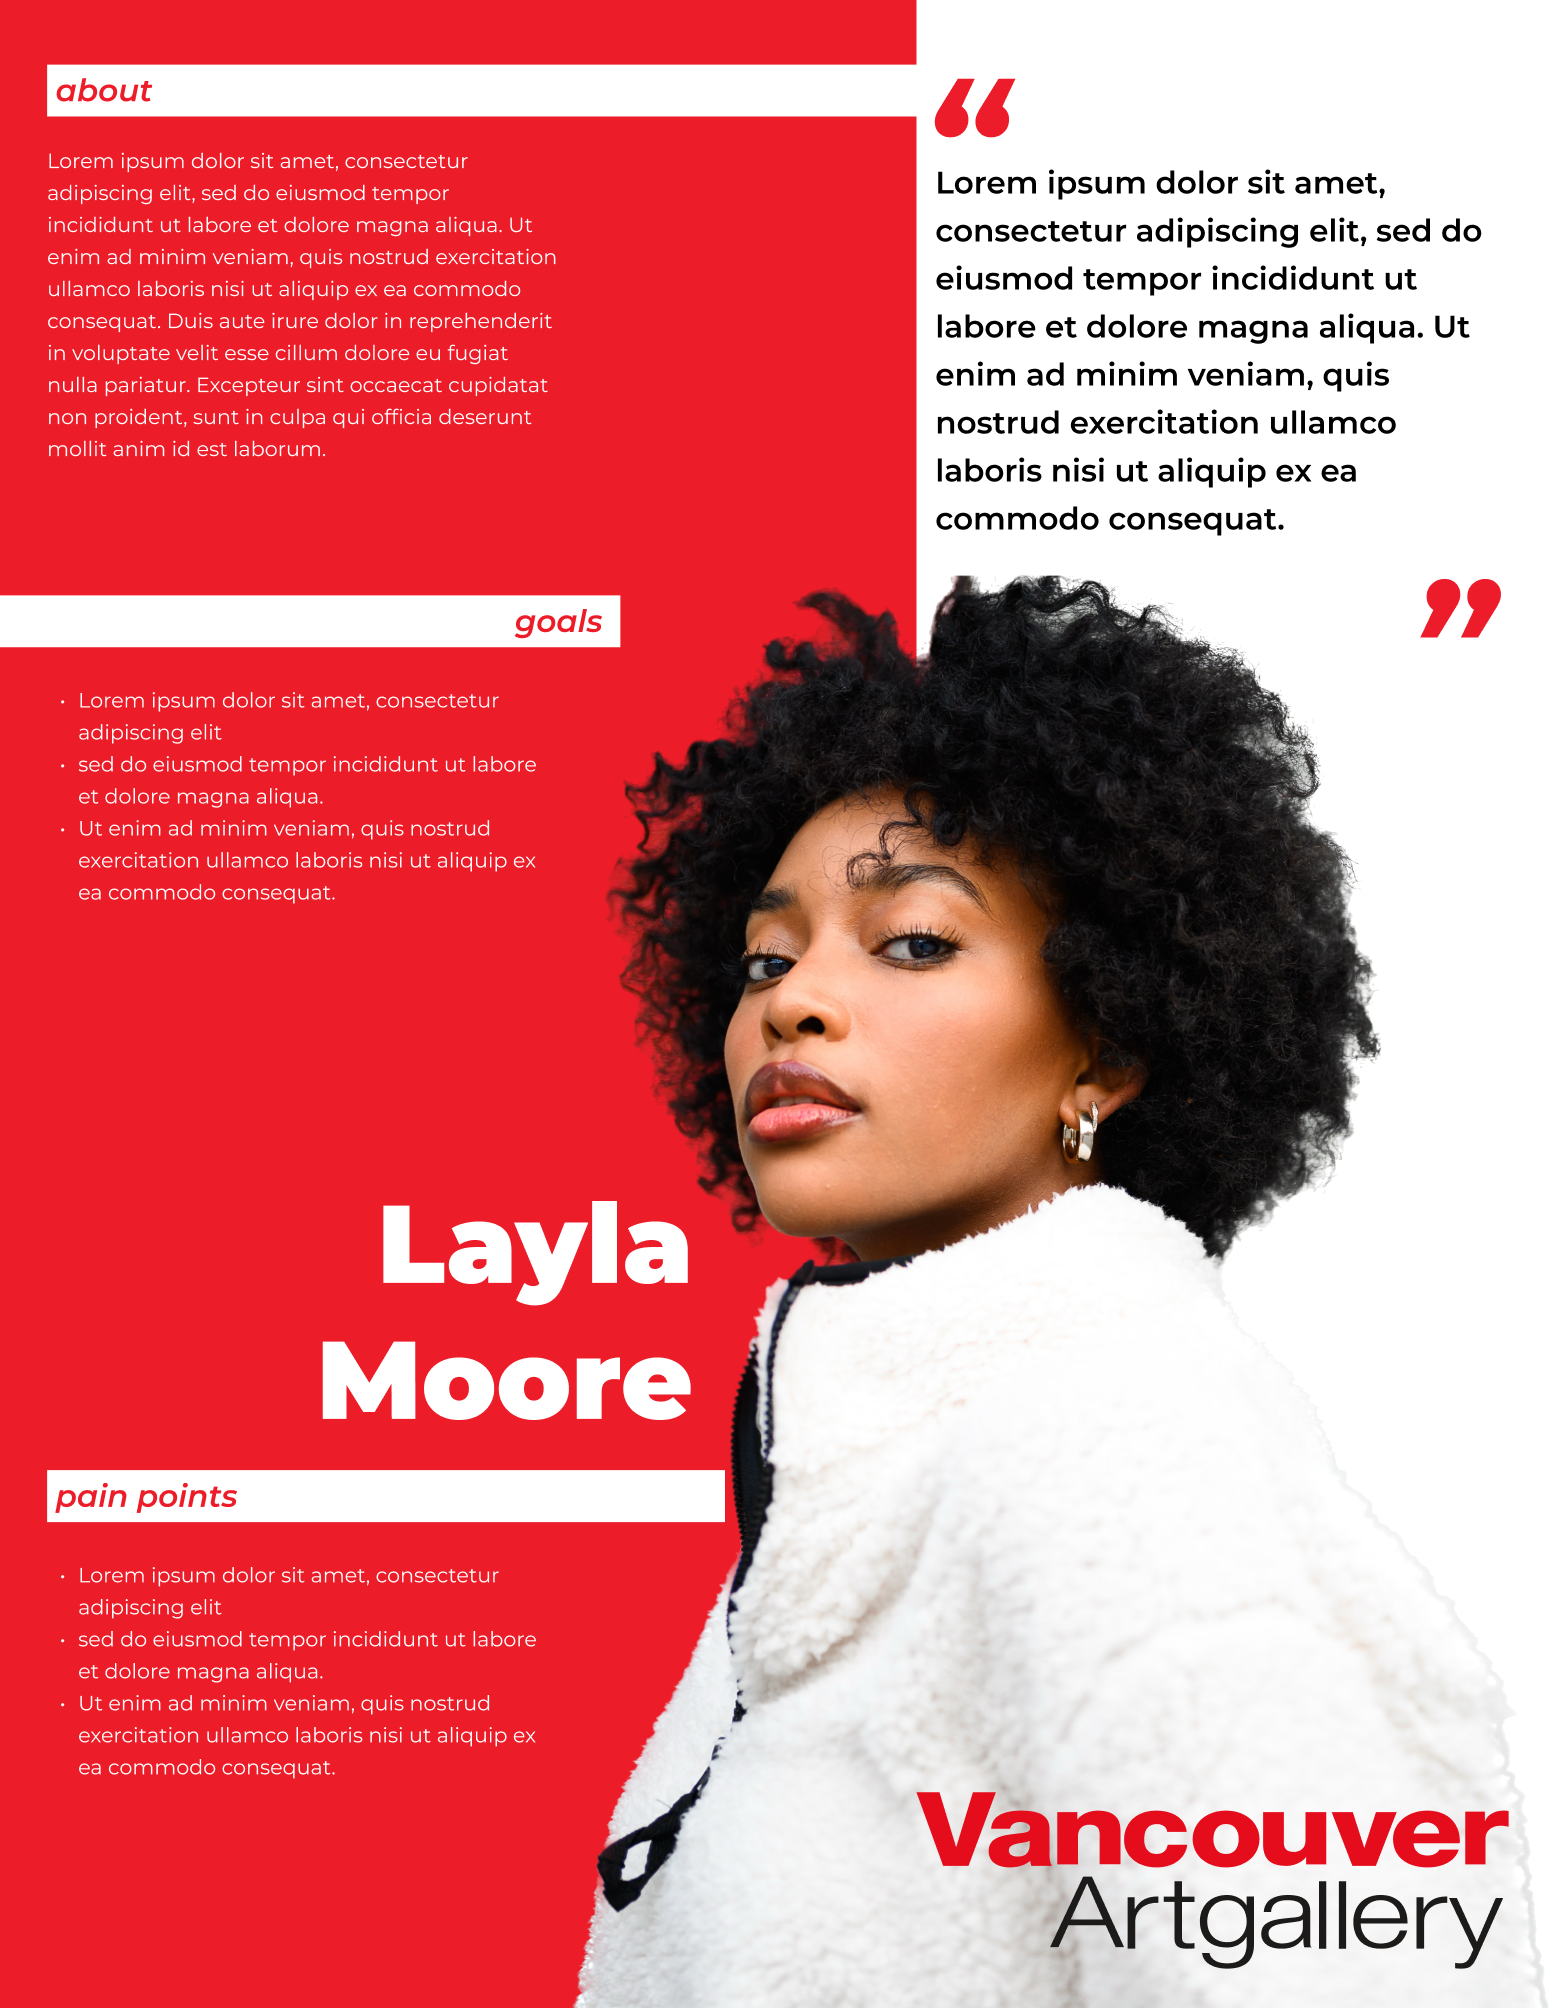 about
Lorem ipsum dolor sit amet, consectetur
adipiscing elit, sed do eiusmod tempor
incididunt ut labore et dolore magna aliqua. Ut
enim ad minim veniam, quis nostrud exercitation
ullamco laboris nisi ut aliquip ex ea commodo
consequat. Duis aute irure dolor in reprehenderit
in voluptate velit esse cillum dolore eu fugiat
nulla pariatur. Excepteur sint occaecat cupidatat
non proident, sunt in culpa qui officia deserunt
mollit anim id est laborum.
“
Lorem ipsum dolor sit amet,
consectetur adipiscing elit, sed do
eiusmod tempor incididunt ut
labore et dolore magna aliqua. Ut
enim ad minim veniam, quis
nostrud exercitation ullamco
laboris nisi ut aliquip ex ea
commodo consequat.
”
goals
• Lorem ipsum dolor sit amet, consectetur
adipiscing elit
• sed do eiusmod tempor incididunt ut labore
et dolore magna aliqua.
• Ut enim ad minim veniam, quis nostrud
exercitation ullamco laboris nisi ut aliquip ex
ea commodo consequat.
Layla
Moore
pain points
• Lorem ipsum dolor sit amet, consectetur
adipiscing elit
• sed do eiusmod tempor incididunt ut labore
et dolore magna aliqua.
• Ut enim ad minim veniam, quis nostrud
exercitation ullamco laboris nisi ut aliquip ex
ea commodo consequat.
Vancouver
Artgallery